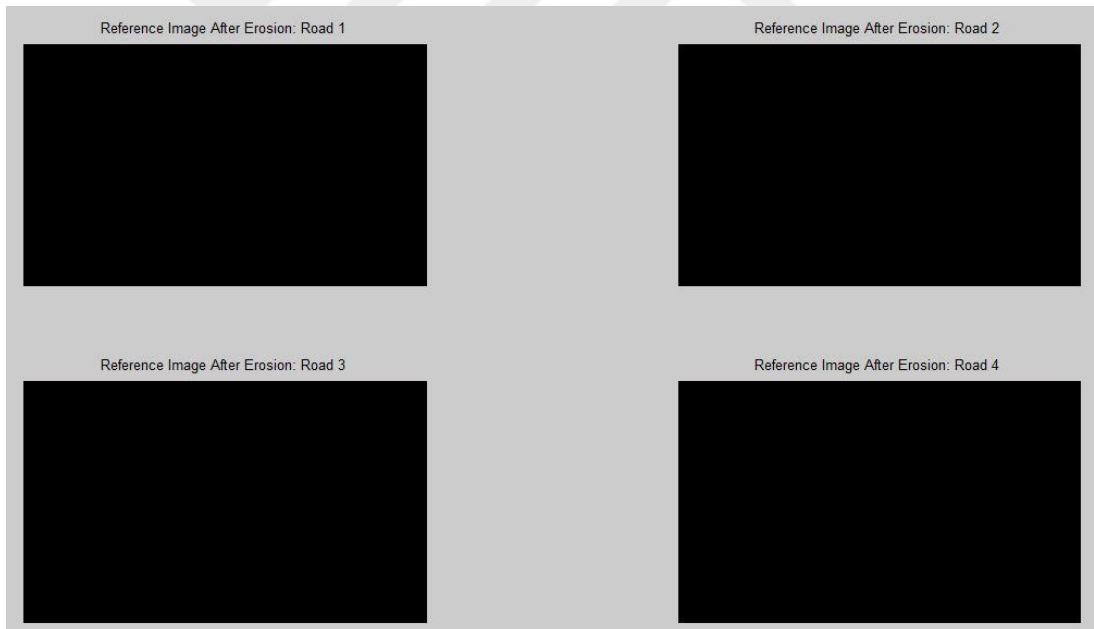 Reference Image After Erosion: Road 1
Reference Image After Erosion: Road 2
Reference Image After Erosion: Road 3
Reference Image After Erosion: Road 4